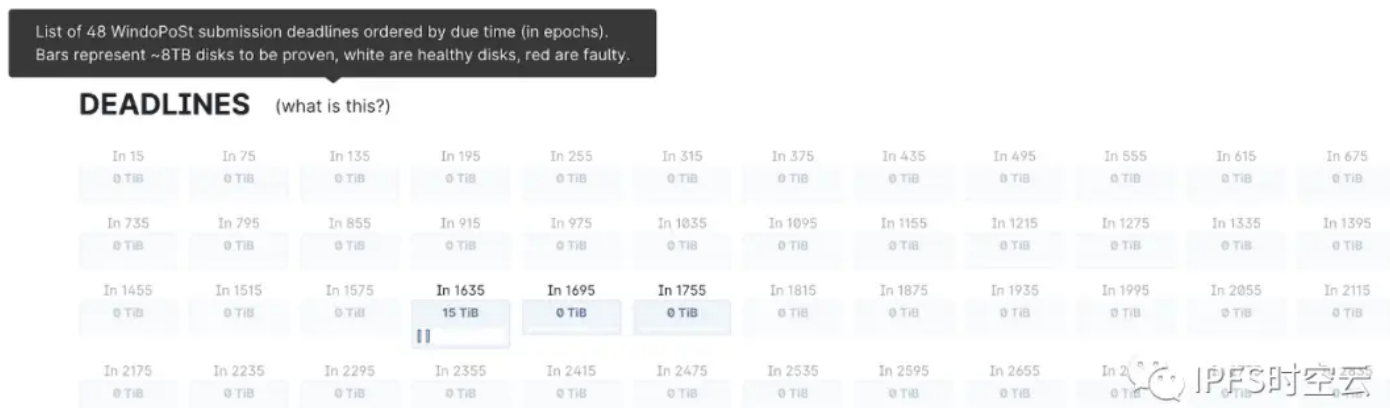 List of 48 WindoPoSt submission deadlines ordered by due time (in epochs).
Bars represent ~8TB disks to be proven, white are healthy disks, red are faulty.
DEADLINES (what is this?)
In 15 In 75 In 135 In 195 In 255 In 315 In 375 In 435 In 495 In 555 In 615 In 675
0 TiB 0 TiB 0 TiB 0 TiB 0 TiB 0 TiB 0 TiB 0 TiB 0 TiB 0 TiB 0 TiB 0 TiB
In 735 In 795 In 855 In 915 In 975 In 1035 In 1095 In 1155 In 1215 In 1275 In 1335 In 1395
0 TiB 0 TiB 0 TiB 0 TiB 0 TiB 0 TiB 0 TiB 0 TiB 0 TiB 0 TiB 0 TiB 0 TiB
In 1455 In 1515 In 1575 In 1635 In 1695 In 1755 In 1815 In 1875 In 1935 In 1995 In 2055 In 2115
0 TiB 0 TiB 0 TiB 15 TiB 0 TiB 0 TiB 0 TiB 0 TiB 0 TiB 0 TiB 0 TiB 0 TiB
In 2175 In 2235 In 2295 In 2355 In 2415 In 2475 In 2535 In 2595 In 2655 In
0 TiB 0 TiB 0 TiB 0 TiB 0 TiB 0 TiB 0 TiB 0 TiB 0 TiB 0 TiB
IPFS时空云